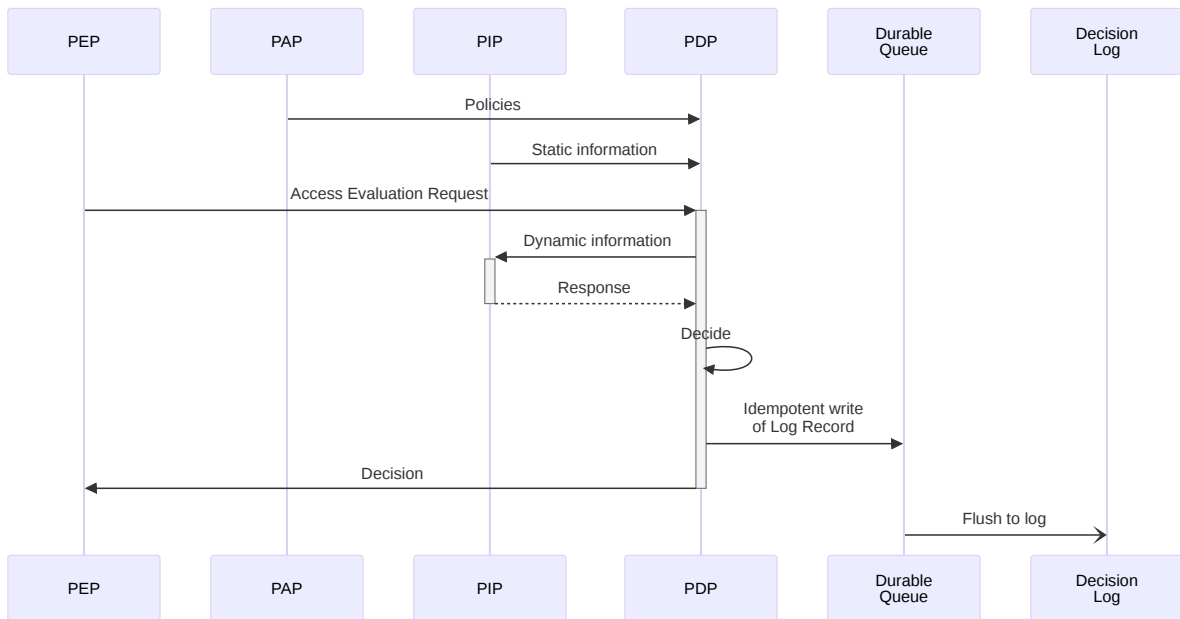 PEP
PAP
PIP
PDP
Durable
Queue
Decision
Log
Policies
Static information
Access Evaluation Request
Dynamic information
Response
Decide
Idempotent write
of Log Record
Decision
Flush to log
PEP
PAP
PIP
PDP
Durable
Queue
Decision
Log